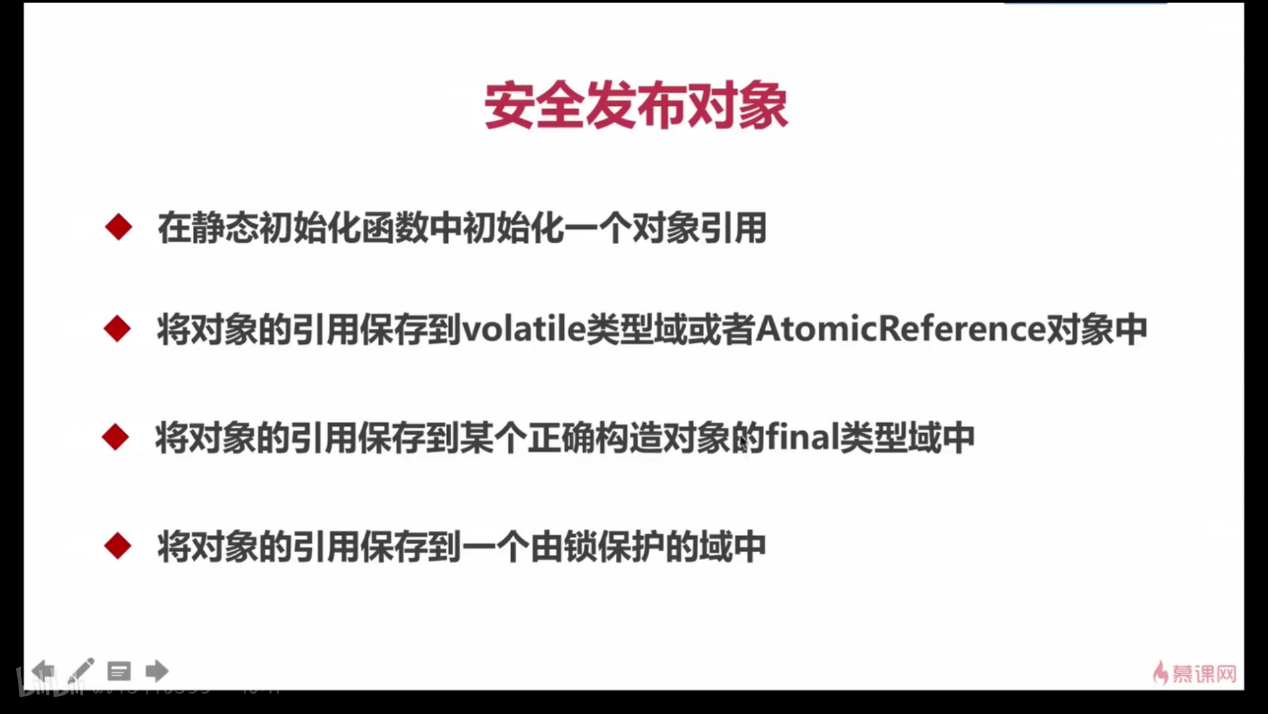 安全发布对象
在静态初始化函数中初始化一个对象引用
将对象的引用保存到volatile类型域或者AtomicReference对象中
将对象的引用保存到某个正确构造对象的final类型域中
将对象的引用保存到一个由锁保护的域中
慕课网